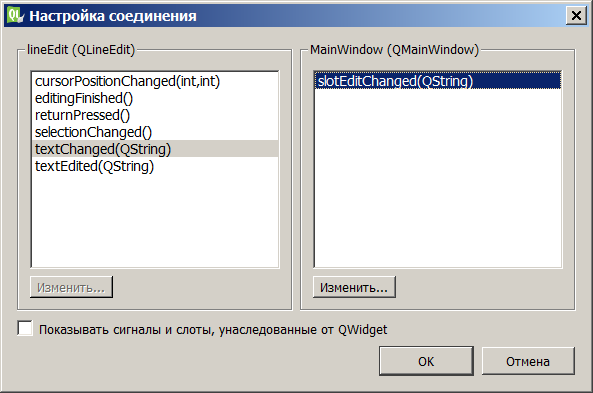 Настройка соединения
lineEdit (QLineEdit)
cursorPositionChanged(int,int)
editingFinished()
returnPressed()
selectionChanged()
textChanged(QString)
textEdited(QString)
Изменить...
MainWindow (QMainWindow)
slotEditChanged(QString)
Изменить...
Показывать сигналы и слоты, унаследованные от QWidget
OK
Отмена